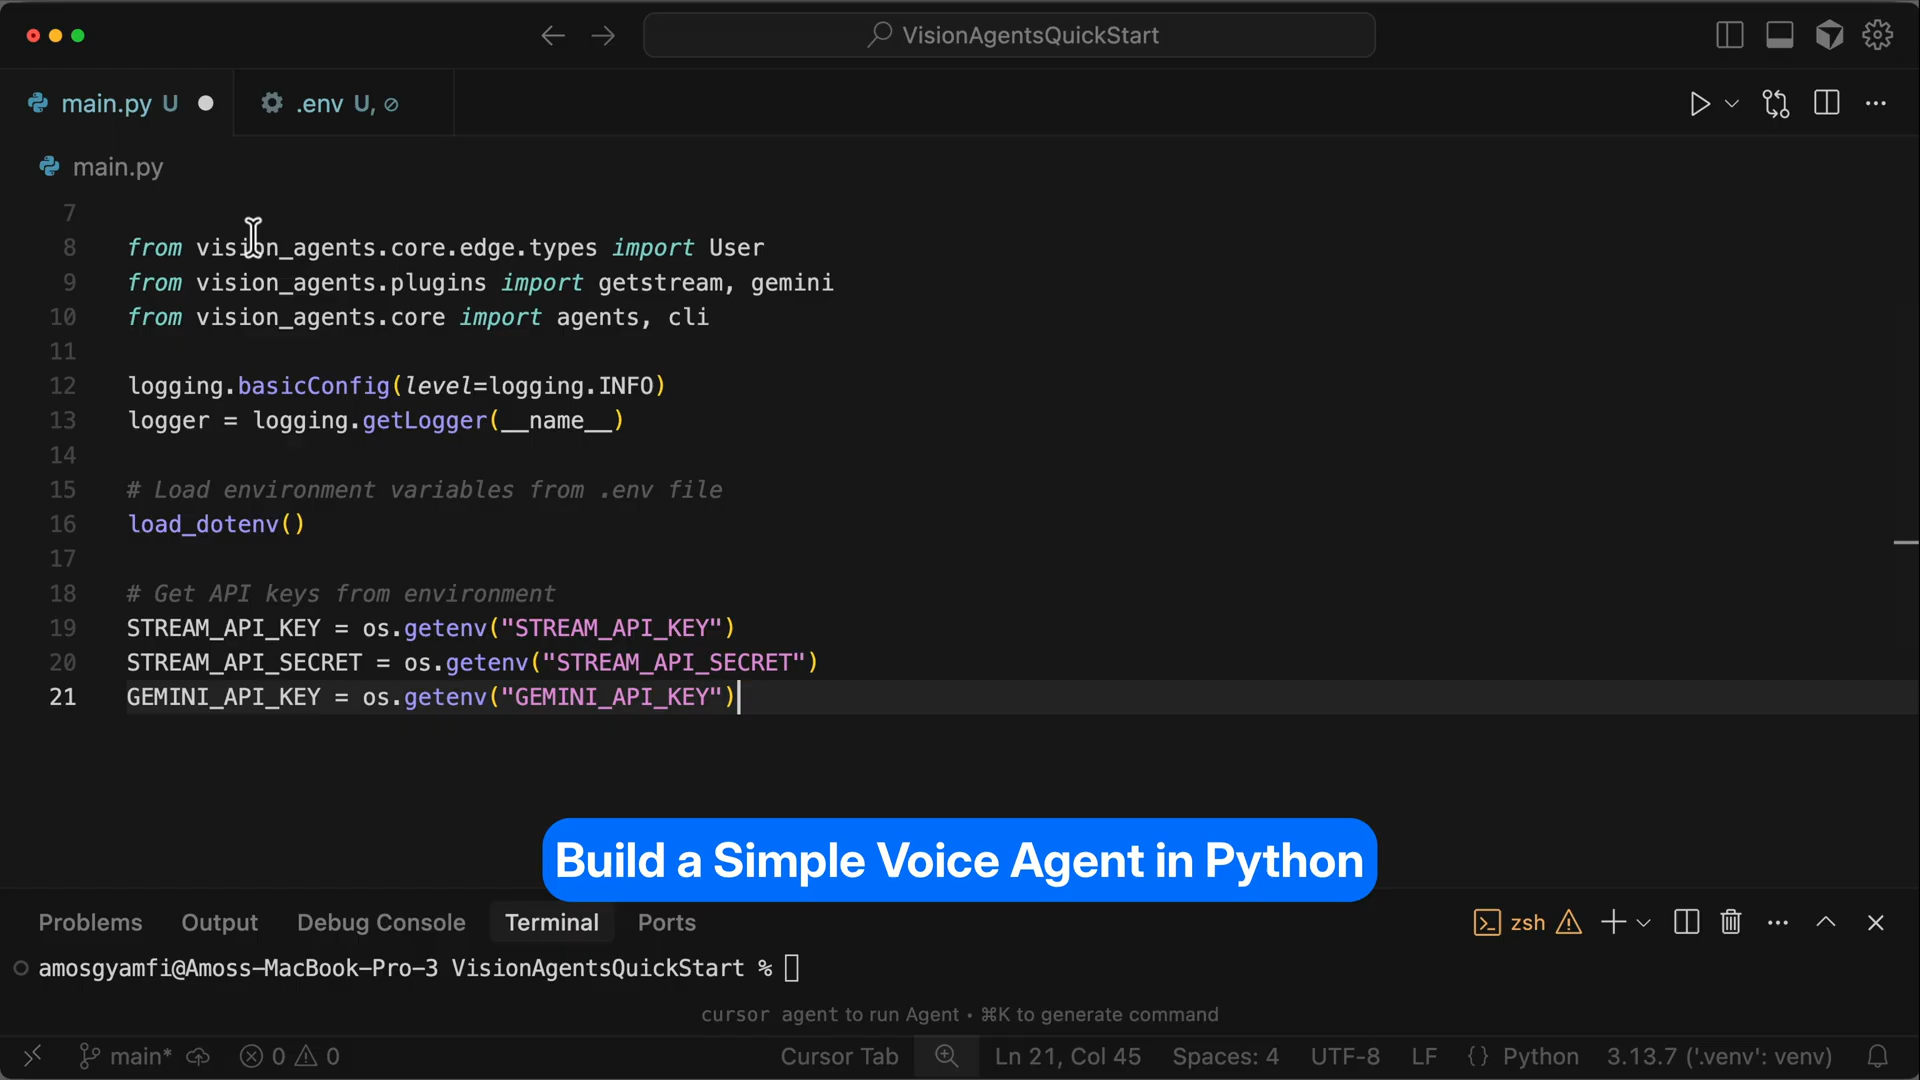 VisionAgentsQuickStart
main.py U
.env U,
main.py
7
8 from vision_agents.core.edge.types import User
9 from vision_agents.plugins import getstream, gemini
10 from vision_agents.core import agents, cli
11
12 logging.basicConfig(level=logging.INFO)
13 logger = logging.getLogger(__name__)
14
15 # Load environment variables from .env file
16 load_dotenv()
17
18 # Get API keys from environment
19 STREAM_API_KEY = os.getenv("STREAM_API_KEY")
20 STREAM_API_SECRET = os.getenv("STREAM_API_SECRET")
21 GEMINI_API_KEY = os.getenv("GEMINI_API_KEY")
Build a Simple Voice Agent in Python
Problems Output Debug Console Terminal Ports zsh
amosgyamfi@Amoss-MacBook-Pro-3 VisionAgentsQuickStart %
cursor agent to run Agent • ⌘K to generate command
main* 0 0 Cursor Tab Ln 21, Col 45 Spaces: 4 UTF-8 LF {} Python 3.13.7 ('.venv': venv)